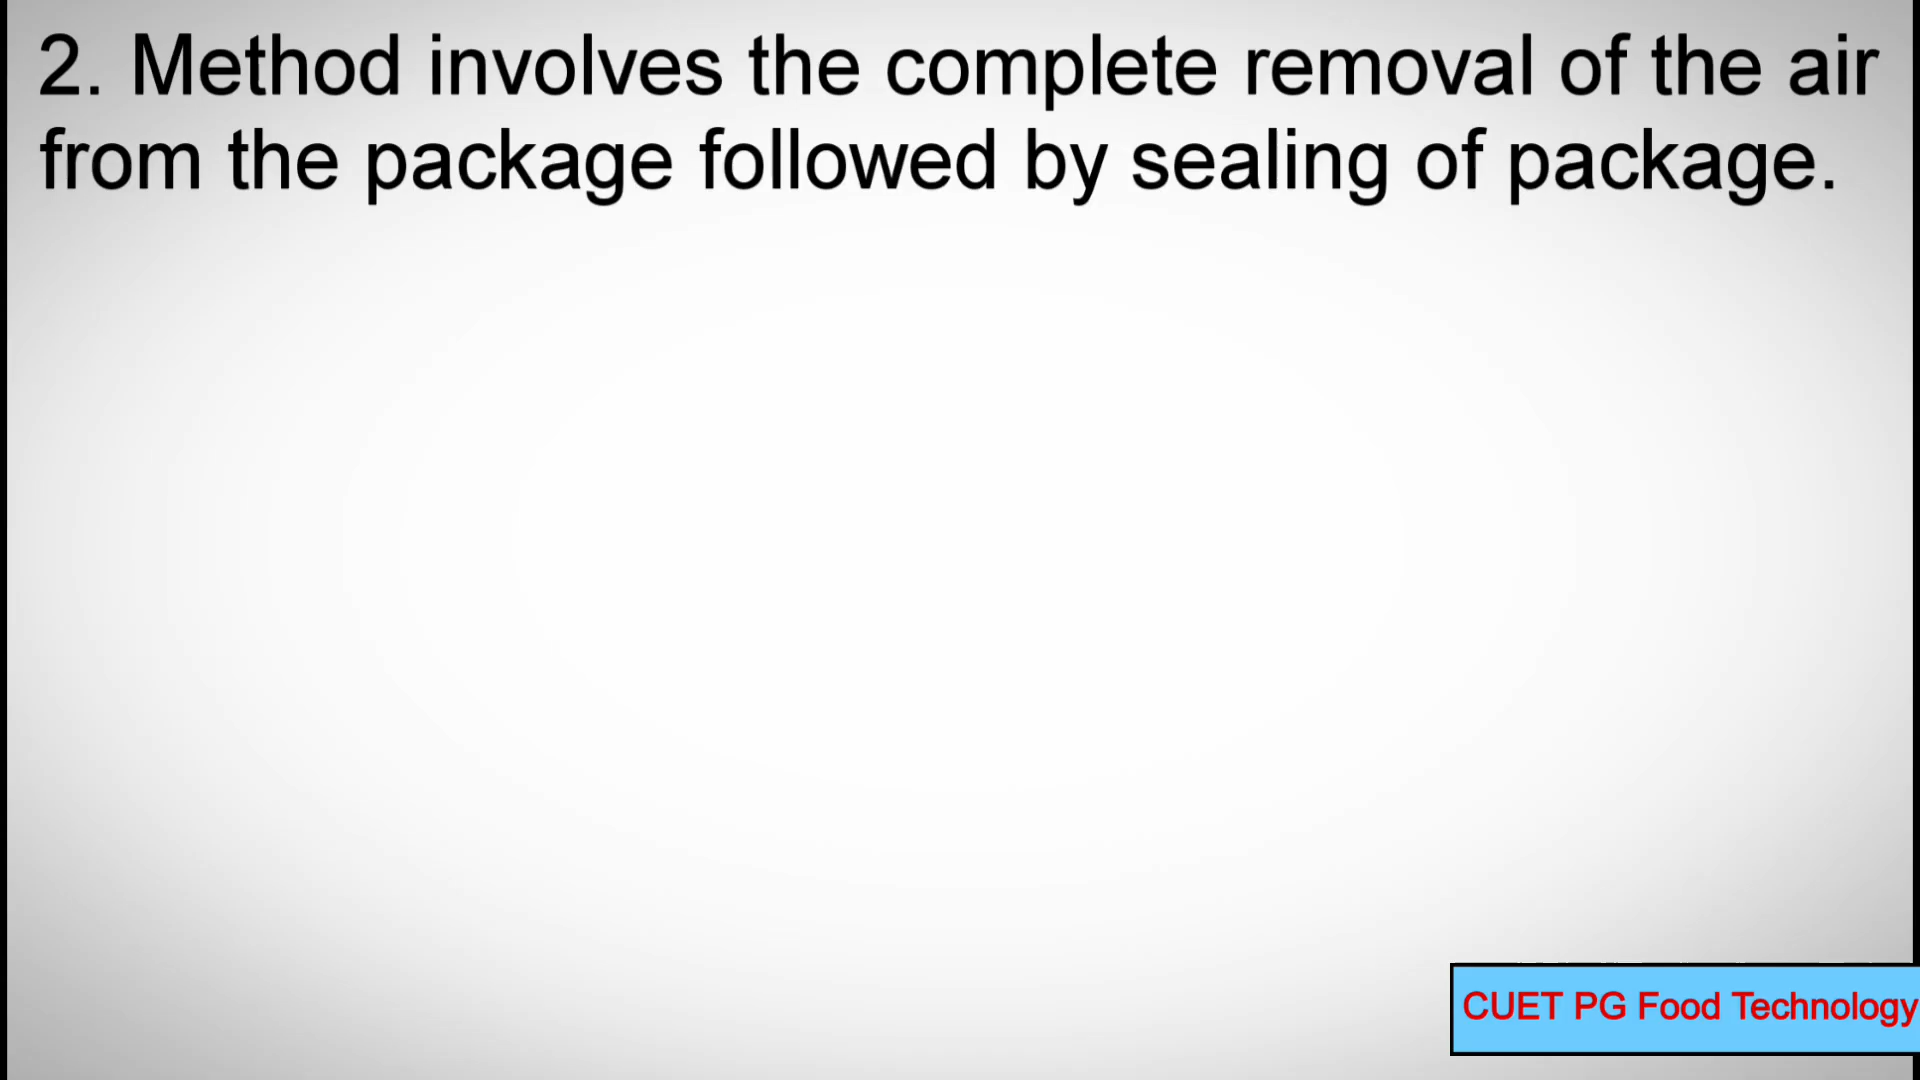 2. Method involves the complete removal of the air
from the package followed by sealing of package.
CUET PG Food Technology